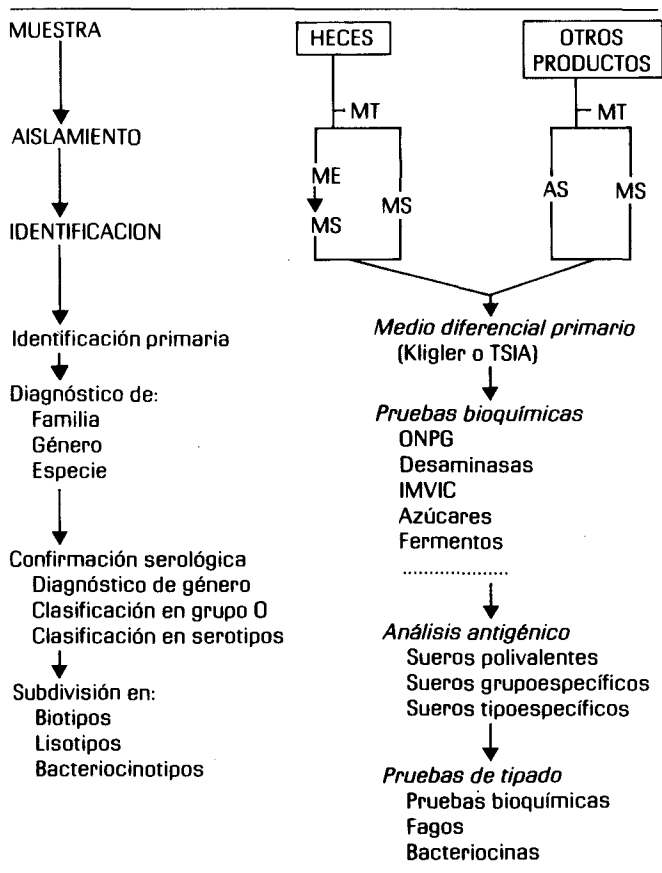 MUESTRA
AISLAMIENTO
IDENTIFICACION
Identificación primaria
Diagnóstico de:
Familia
Género
Especie
Confirmación serológica
Diagnóstico de género
Clasificación en grupo O
Clasificación en serotipos
Subdivisión en:
Biotipos
Lisotipos
Bacteriocinotipos
HECES
MT
ME
MS
MS
OTROS
PRODUCTOS
MT
AS
MS
Medio diferencial primario
(Kligler o TSIA)
Pruebas bioquímicas
ONPG
Desaminasas
IMVIC
Azúcares
Fermentos
.....................
Análisis antigénico
Sueros polivalentes
Sueros grupoespecíficos
Sueros tipoespecíficos
Pruebas de tipado
Pruebas bioquímicas
Fagos
Bacteriocinas